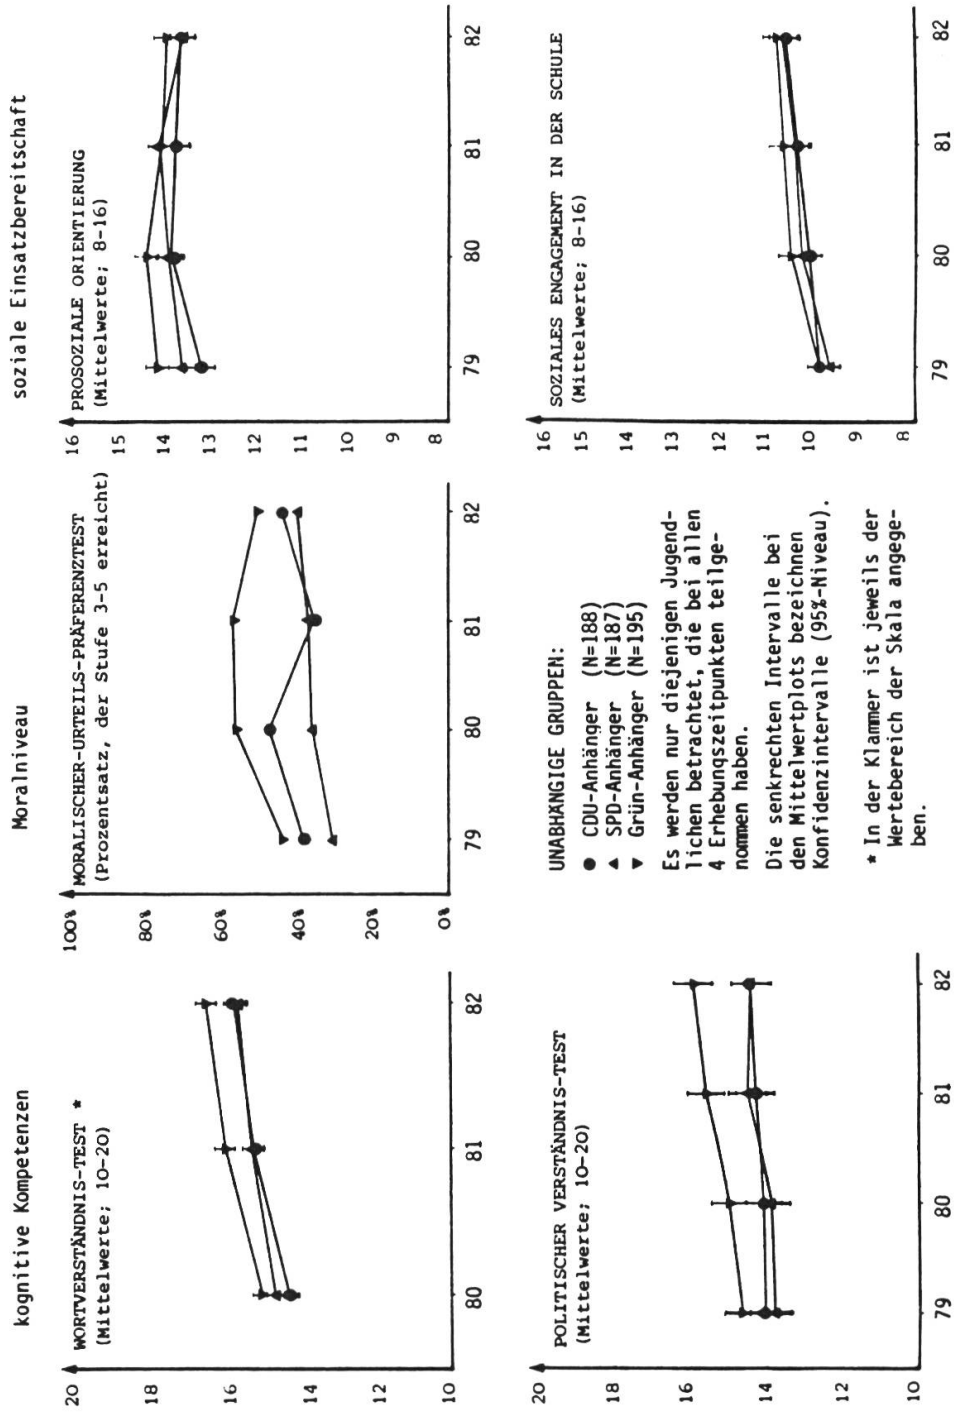 kognitive Kompetenzen
WORTVERSTÄNDNIS-TEST *
(Mittelwerte; 10-20)
20
18
16
14
12
10
80
81
82
POLITISCHER VERSTÄNDNIS-TEST
(Mittelwerte; 10-20)
20
18
16
14
12
10
79
80
81
82
Moralniveau
MORALISCHER-URTEILS-PRÄFERENZTEST
(Prozentsatz, der Stufe 3-5 erreicht)
100%
80%
60%
40%
20%
0%
79
80
81
82
UNABHÄNGIGE GRUPPEN:
● CDU-Anhänger (N=188)
▲ SPD-Anhänger (N=187)
▼ Grün-Anhänger (N=195)
Es werden nur diejenigen Jugend-
lichen betrachtet, die bei allen
4 Erhebungszeitpunkten teilge-
nommen haben.
Die senkrechten Intervalle bei
den Mittelwertplots bezeichnen
Konfidenzintervalle (95%-Niveau).
* In der Klammer ist jeweils der
Wertebereich der Skala angege-
ben.
soziale Einsatzbereitschaft
PROSOZIALE ORIENTIERUNG
(Mittelwerte; 8-16)
16
15
14
13
12
11
10
9
8
79
80
81
82
SOZIALES ENGAGEMENT IN DER SCHULE
(Mittelwerte; 8-16)
16
15
14
13
12
11
10
9
8
79
80
81
82